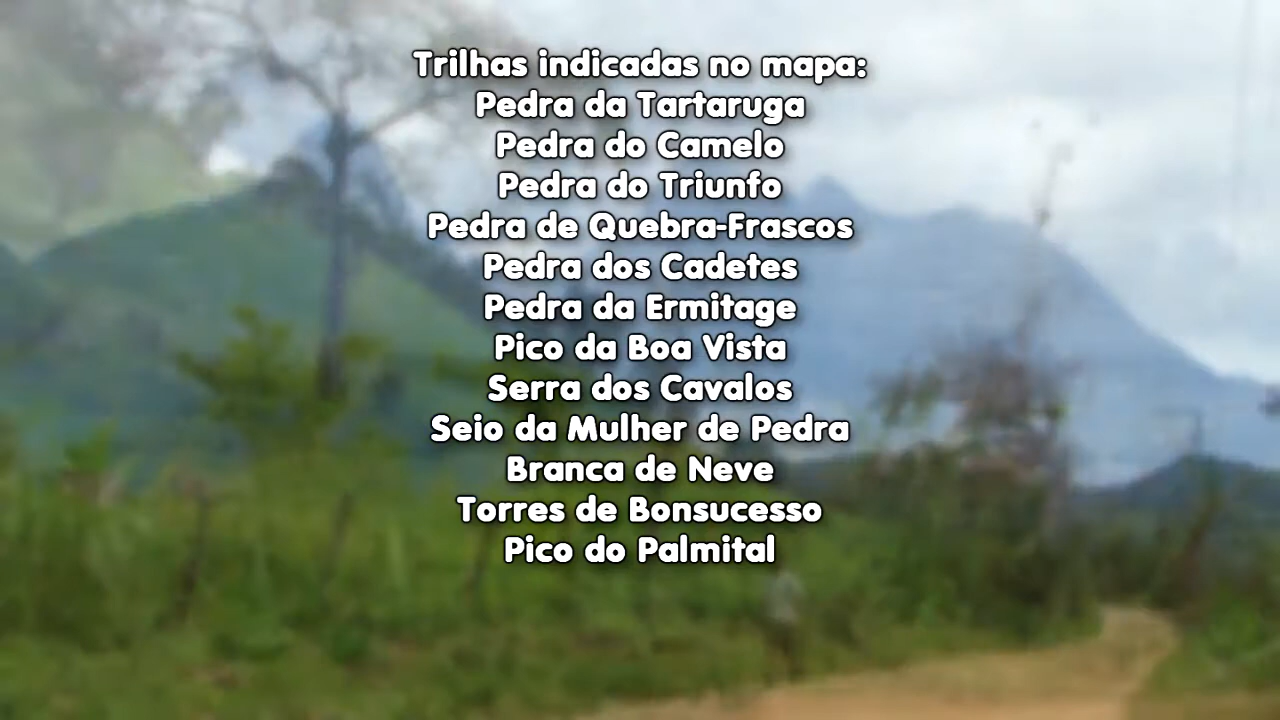 Trilhas indicadas no mapa:
Pedra da Tartaruga
Pedra do Camelo
Pedra do Triunfo
Pedra de Quebra-Frascos
Pedra dos Cadetes
Pedra da Ermitage
Pico da Boa Vista
Serra dos Cavalos
Seio da Mulher de Pedra
Branca de Neve
Torres de Bonsucesso
Pico do Palmital